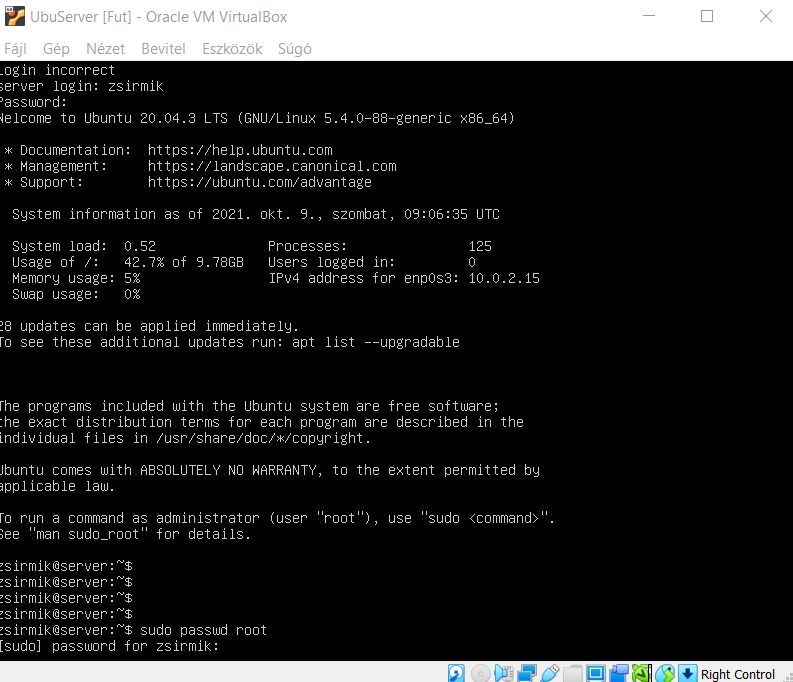 UbuServer [Fut] - Oracle VM VirtualBox
Fájl Gép Nézet Bevitel Eszközök Súgó
Login incorrect
server login: zsirmik
Password:
Welcome to Ubuntu 20.04.3 LTS (GNU/Linux 5.4.0-88-generic x86_64)
* Documentation: https://help.ubuntu.com
* Management: https://landscape.canonical.com
* Support: https://ubuntu.com/advantage
System information as of 2021. okt. 9., szombat, 09:06:35 UTC
System load: 0.52 Processes: 125
Usage of /: 42.7% of 9.78GB Users logged in: 0
Memory usage: 5% IPv4 address for enp0s3: 10.0.2.15
Swap usage: 0%
28 updates can be applied immediately.
To see these additional updates run: apt list --upgradable
The programs included with the Ubuntu system are free software;
the exact distribution terms for each program are described in the
individual files in /usr/share/doc/*/copyright.
Ubuntu comes with ABSOLUTELY NO WARRANTY, to the extent permitted by
applicable law.
To run a command as administrator (user "root"), use "sudo <command>".
See "man sudo_root" for details.
zsirmik@server:~$
zsirmik@server:~$
zsirmik@server:~$
zsirmik@server:~$
zsirmik@server:~$ sudo passwd root
[sudo] password for zsirmik:
Right Control